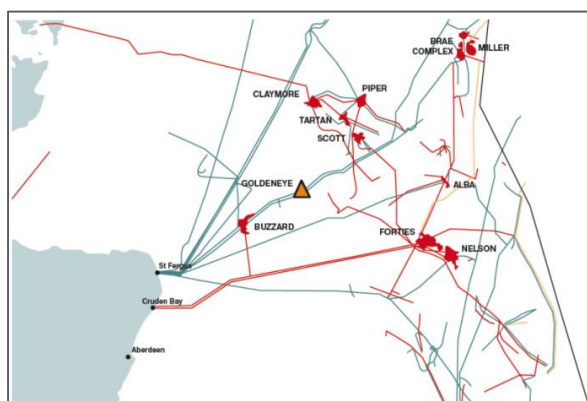 BRAE
COMPLEX
MILLER
CLAYMORE
PIPER
TARTAN
SCOTT
GOLDENEYE
ALBA
BUZZARD
FORTIES
NELSON
St Fergus
Cruden Bay
Aberdeen